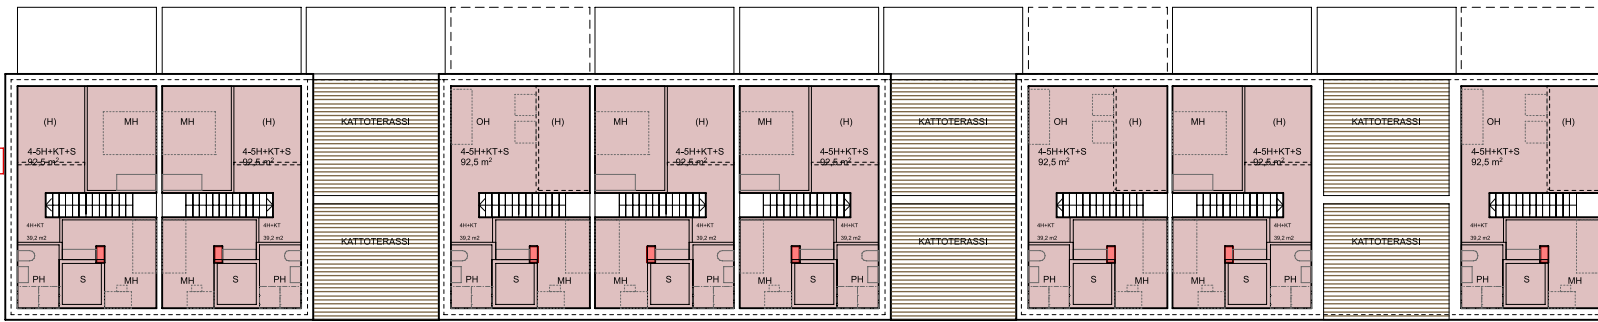 (H) MH MH (H) KATTOTERASSI OH (H) MH (H) MH (H) KATTOTERASSI OH (H) MH (H) KATTOTERASSI OH (H)
4-5H+KT+S 4-5H+KT+S 4-5H+KT+S 4-5H+KT+S 4-5H+KT+S 4-5H+KT+S 4-5H+KT+S 4-5H+KT+S
92,5 m² 92,5 m² 92,5 m² 92,5 m² 92,5 m² 92,5 m² 92,5 m² 92,5 m²
4H+KT 4H+KT 4H+KT 4H+KT 4H+KT 4H+KT 4H+KT 4H+KT
39,2 m2 39,2 m2 KATTOTERASSI 39,2 m2 39,2 m2 39,2 m2 KATTOTERASSI 39,2 m2 39,2 m2 KATTOTERASSI 39,2 m2
PH S MH MH S PH PH S MH MH S PH MH S PH PH S MH MH S PH PH S MH